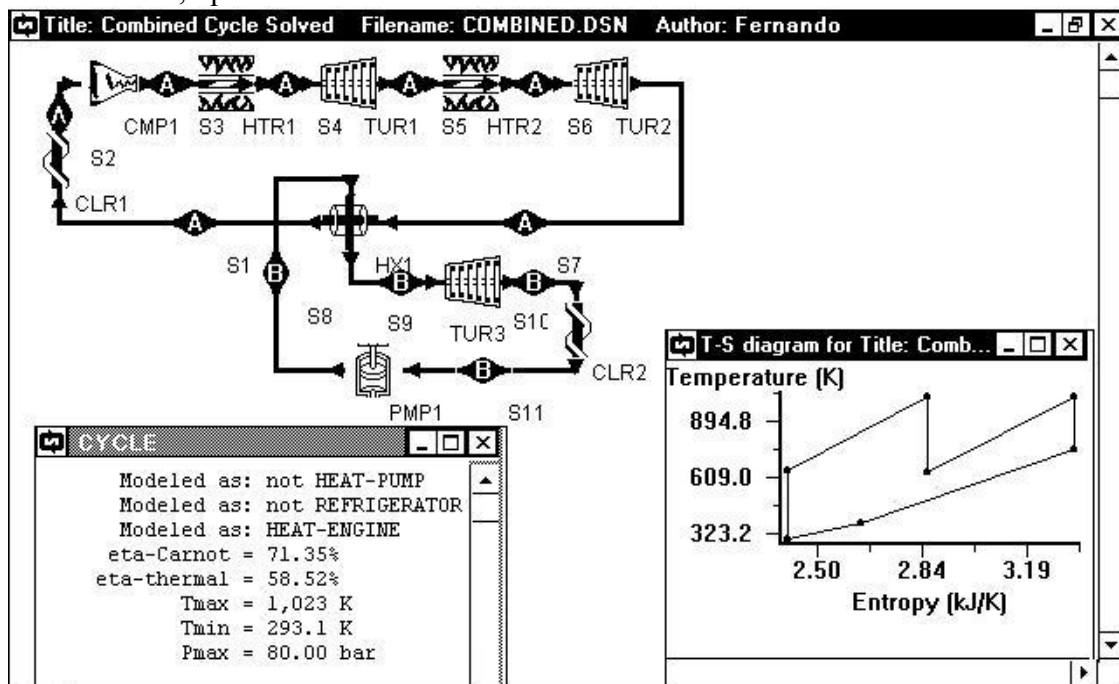 Title: Combined Cycle Solved Filename: COMBINED.DSN Author: Fernando
A A A A A
CMP1 S3 HTR1 S4 TUR1 S5 HTR2 S6 TUR2
S2
CLR1
A A
S1 B HX1 B B S7
S8 S9 TUR3 S10
B CLR2
PMP1 S11
T-S diagram for Title: Comb...
Temperature (K)
894.8
609.0
323.2
2.50 2.84 3.19
Entropy (kJ/K)
CYCLE
Modeled as: not HEAT-PUMP
Modeled as: not REFRIGERATOR
Modeled as: HEAT-ENGINE
eta-Carnot = 71.35%
eta-thermal = 58.52%
Tmax = 1,023 K
Tmin = 293.1 K
Pmax = 80.00 bar